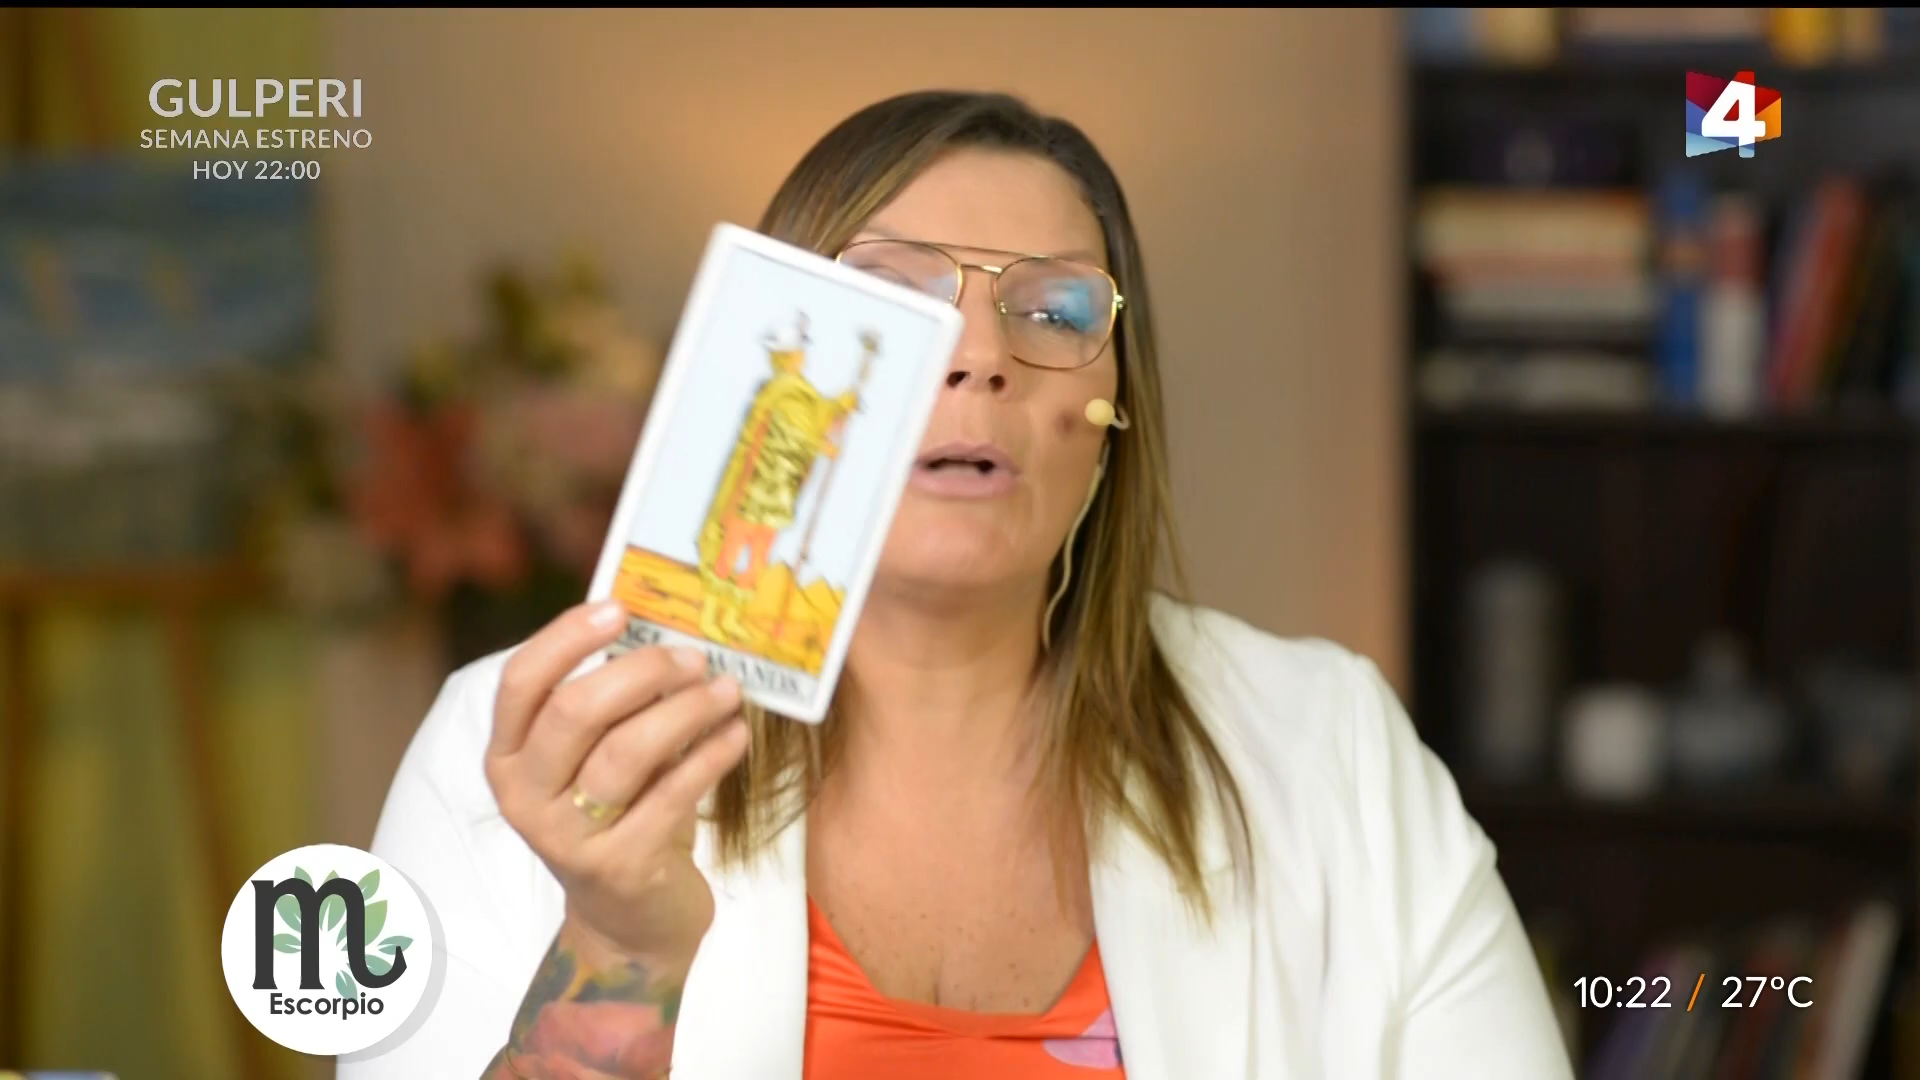 GULPERI
SEMANA ESTRENO
HOY 22:00
4
Escorpio
10:22 / 27°C